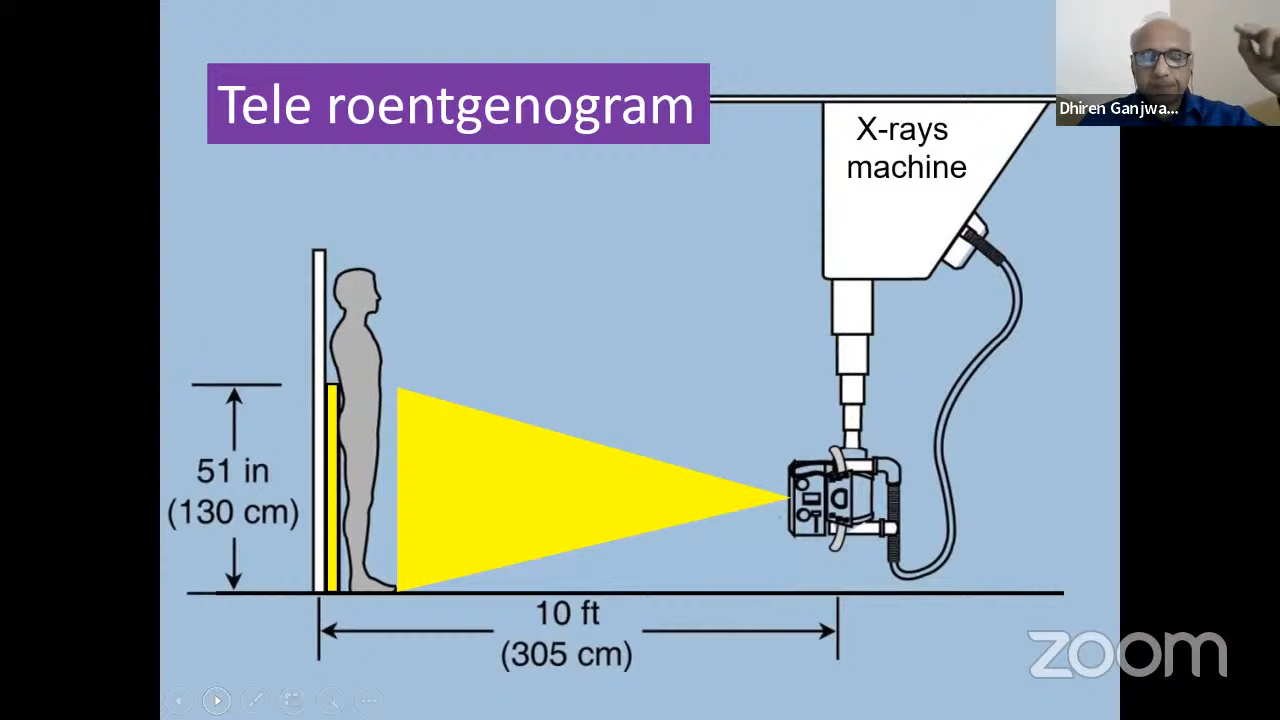 Tele roentgenogram
X-rays
machine
Dhiren Ganjwa...
51 in
(130 cm)
10 ft
(305 cm)
zoom